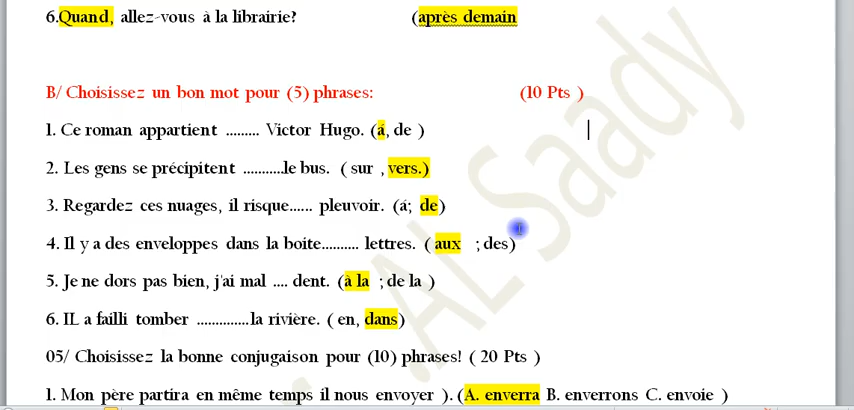 6.Quand, allez-vous à la librairie? (après demain
B/ Choisissez un bon mot pour (5) phrases: (10 Pts )
1. Ce roman appartient ......... Victor Hugo. (á, de )
2. Les gens se précipitent ..........le bus. ( sur , vers.)
3. Regardez ces nuages, il risque...... pleuvoir. (á; de)
4. Il y a des enveloppes dans la boite.......... lettres. ( aux ; des)
5. Je ne dors pas bien, j'ai mal .... dent. (à la ; de la )
6. IL a failli tomber ..............la rivière. ( en, dans)
05/ Choisissez la bonne conjugaison pour (10) phrases! ( 20 Pts )
1. Mon père partira en même temps il nous envoyer ). (A. enverra B. enverrons C. envoie )
AL Saady